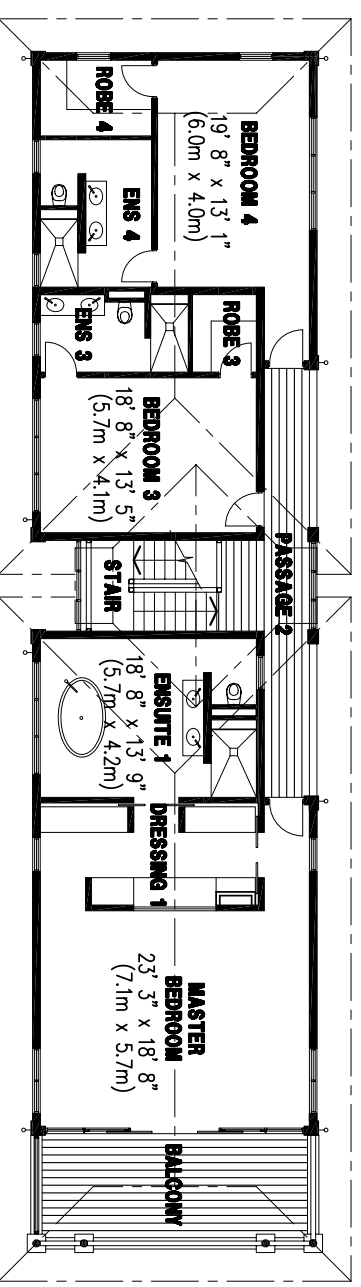 BEDROOM 4
19' 8" x 13' 1"
(6.0m x 4.0m)
ROBE 4
ENS 4
ROBE 3
ENS 3
BEDROOM 3
18' 8" x 13' 5"
(5.7m x 4.1m)
PASSAGE 2
STAIR
ENSUITE 1
18' 8" x 13' 9"
(5.7m x 4.2m)
DRESSING 1
MASTER
BEDROOM
23' 3" x 18' 8"
(7.1m x 5.7m)
BALCONY